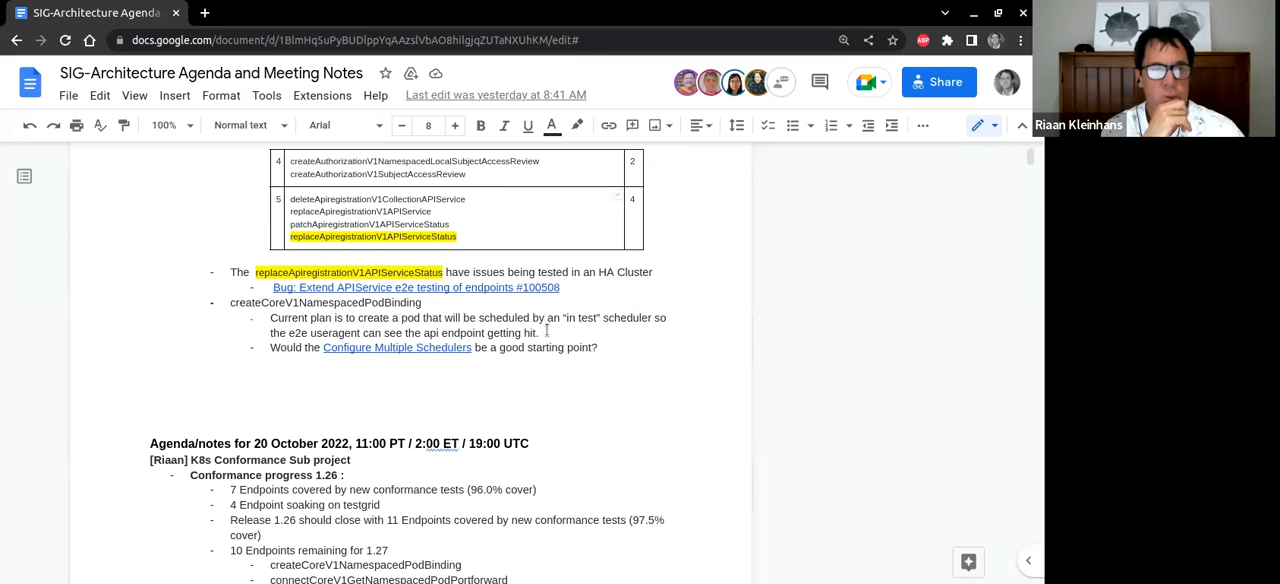 SIG-Architecture Agenda
docs.google.com/document/d/1BlmHq5uPyBUDlppYqAAzslVbAO8hilgjqZUTaNXUhKM/edit#
ABP
SIG-Architecture Agenda and Meeting Notes
Share
File Edit View Insert Format Tools Extensions Help Last edit was yesterday at 8:41 AM
100% Normal text Arial 8 B I U A
Riaan Kleinhans
4 createAuthorizationV1NamespacedLocalSubjectAccessReview 2
createAuthorizationV1SubjectAccessReview
5 deleteApiregistrationV1CollectionAPIService 4
replaceApiregistrationV1APIService
patchApiregistrationV1APIServiceStatus
replaceApiregistrationV1APIServiceStatus
- The replaceApiregistrationV1APIServiceStatus have issues being tested in an HA Cluster
- Bug: Extend APIService e2e testing of endpoints #100508
- createCoreV1NamespacedPodBinding
- Current plan is to create a pod that will be scheduled by an “in test” scheduler so
the e2e useragent can see the api endpoint getting hit.
- Would the Configure Multiple Schedulers be a good starting point?
Agenda/notes for 20 October 2022, 11:00 PT / 2:00 ET / 19:00 UTC
[Riaan] K8s Conformance Sub project
- Conformance progress 1.26 :
- 7 Endpoints covered by new conformance tests (96.0% cover)
- 4 Endpoint soaking on testgrid
- Release 1.26 should close with 11 Endpoints covered by new conformance tests (97.5%
cover)
- 10 Endpoints remaining for 1.27
- createCoreV1NamespacedPodBinding
- connectCoreV1GetNamespacedPodPortforward